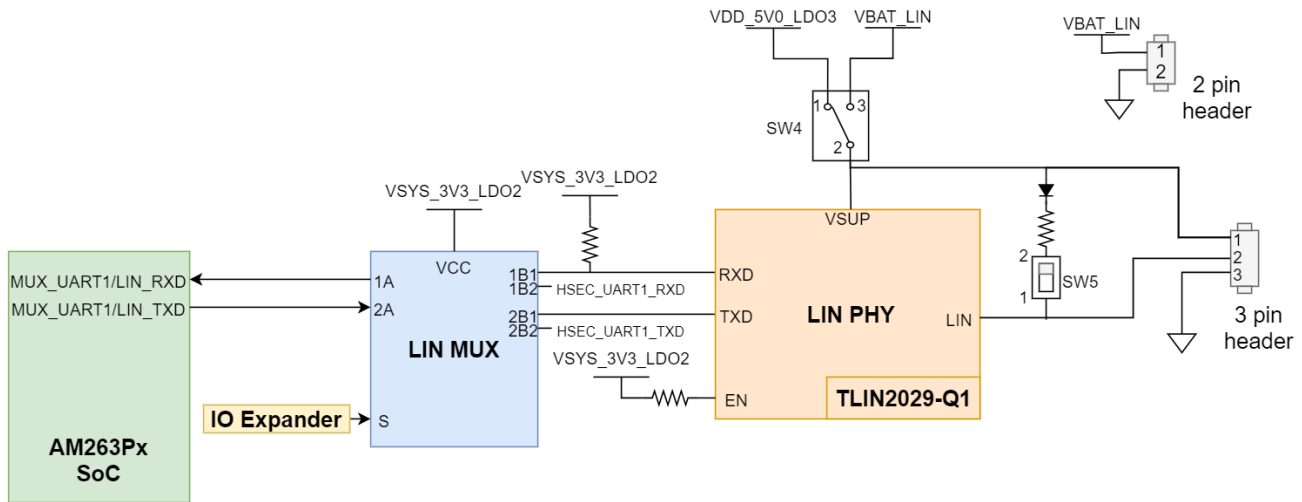 VDD_5V0_LDO3
VBAT_LIN
VBAT_LIN
1
2
2 pin
header
1
3
SW4
2
VSYS_3V3_LDO2
VSYS_3V3_LDO2
VSUP
VCC
MUX_UART1/LIN_RXD
1A
1B1
RXD
1B2
HSEC_UART1_RXD
MUX_UART1/LIN_TXD
2A
2B1
TXD
2B2
HSEC_UART1_TXD
LIN MUX
LIN PHY
LIN
2
SW5
1
1
2
3
3 pin
header
VSYS_3V3_LDO2
EN
TLIN2029-Q1
IO Expander
S
AM263Px
SoC